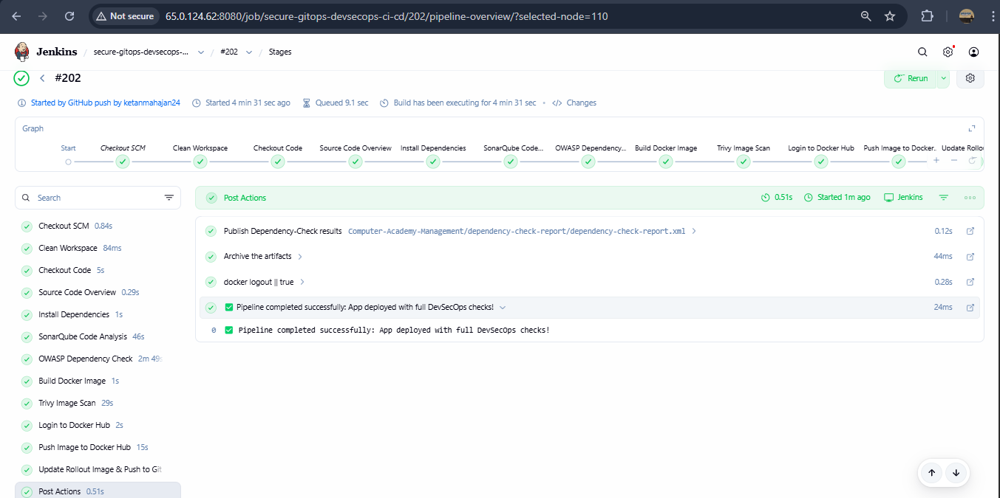 Not secure 65.0.124.62:8080/job/secure-gitops-devsecops-ci-cd/202/pipeline-overview/?selected-node=110
Jenkins / secure-gitops-devsecops-... / #202 / Stages
#202 Rerun
Started by GitHub push by ketanmahajan24 Started 4 min 31 sec ago Queued 9.1 sec Build has been executing for 4 min 31 sec • </> Changes
Graph
Start Checkout SCM Clean Workspace Checkout Code Source Code Overview Install Dependencies SonarQube Code... OWASP Dependency... Build Docker Image Trivy Image Scan Login to Docker Hub Push Image to Docker.. Update Rollou
Search
Post Actions 0.51s Started 1m ago Jenkins
Checkout SCM 0.84s
Clean Workspace 84ms
Checkout Code 5s
Source Code Overview 0.29s
Install Dependencies 1s
SonarQube Code Analysis 46s
OWASP Dependency Check 2m 49s
Build Docker Image 1s
Trivy Image Scan 29s
Login to Docker Hub 2s
Push Image to Docker Hub 15s
Update Rollout Image & Push to Git
Post Actions 0.51s
Publish Dependency-Check results Computer-Academy-Management/dependency-check-report/dependency-check-report.xml 0.12s
Archive the artifacts 44ms
docker logout || true 0.28s
✅ Pipeline completed successfully: App deployed with full DevSecOps checks! 24ms
0 ✅ Pipeline completed successfully: App deployed with full DevSecOps checks!